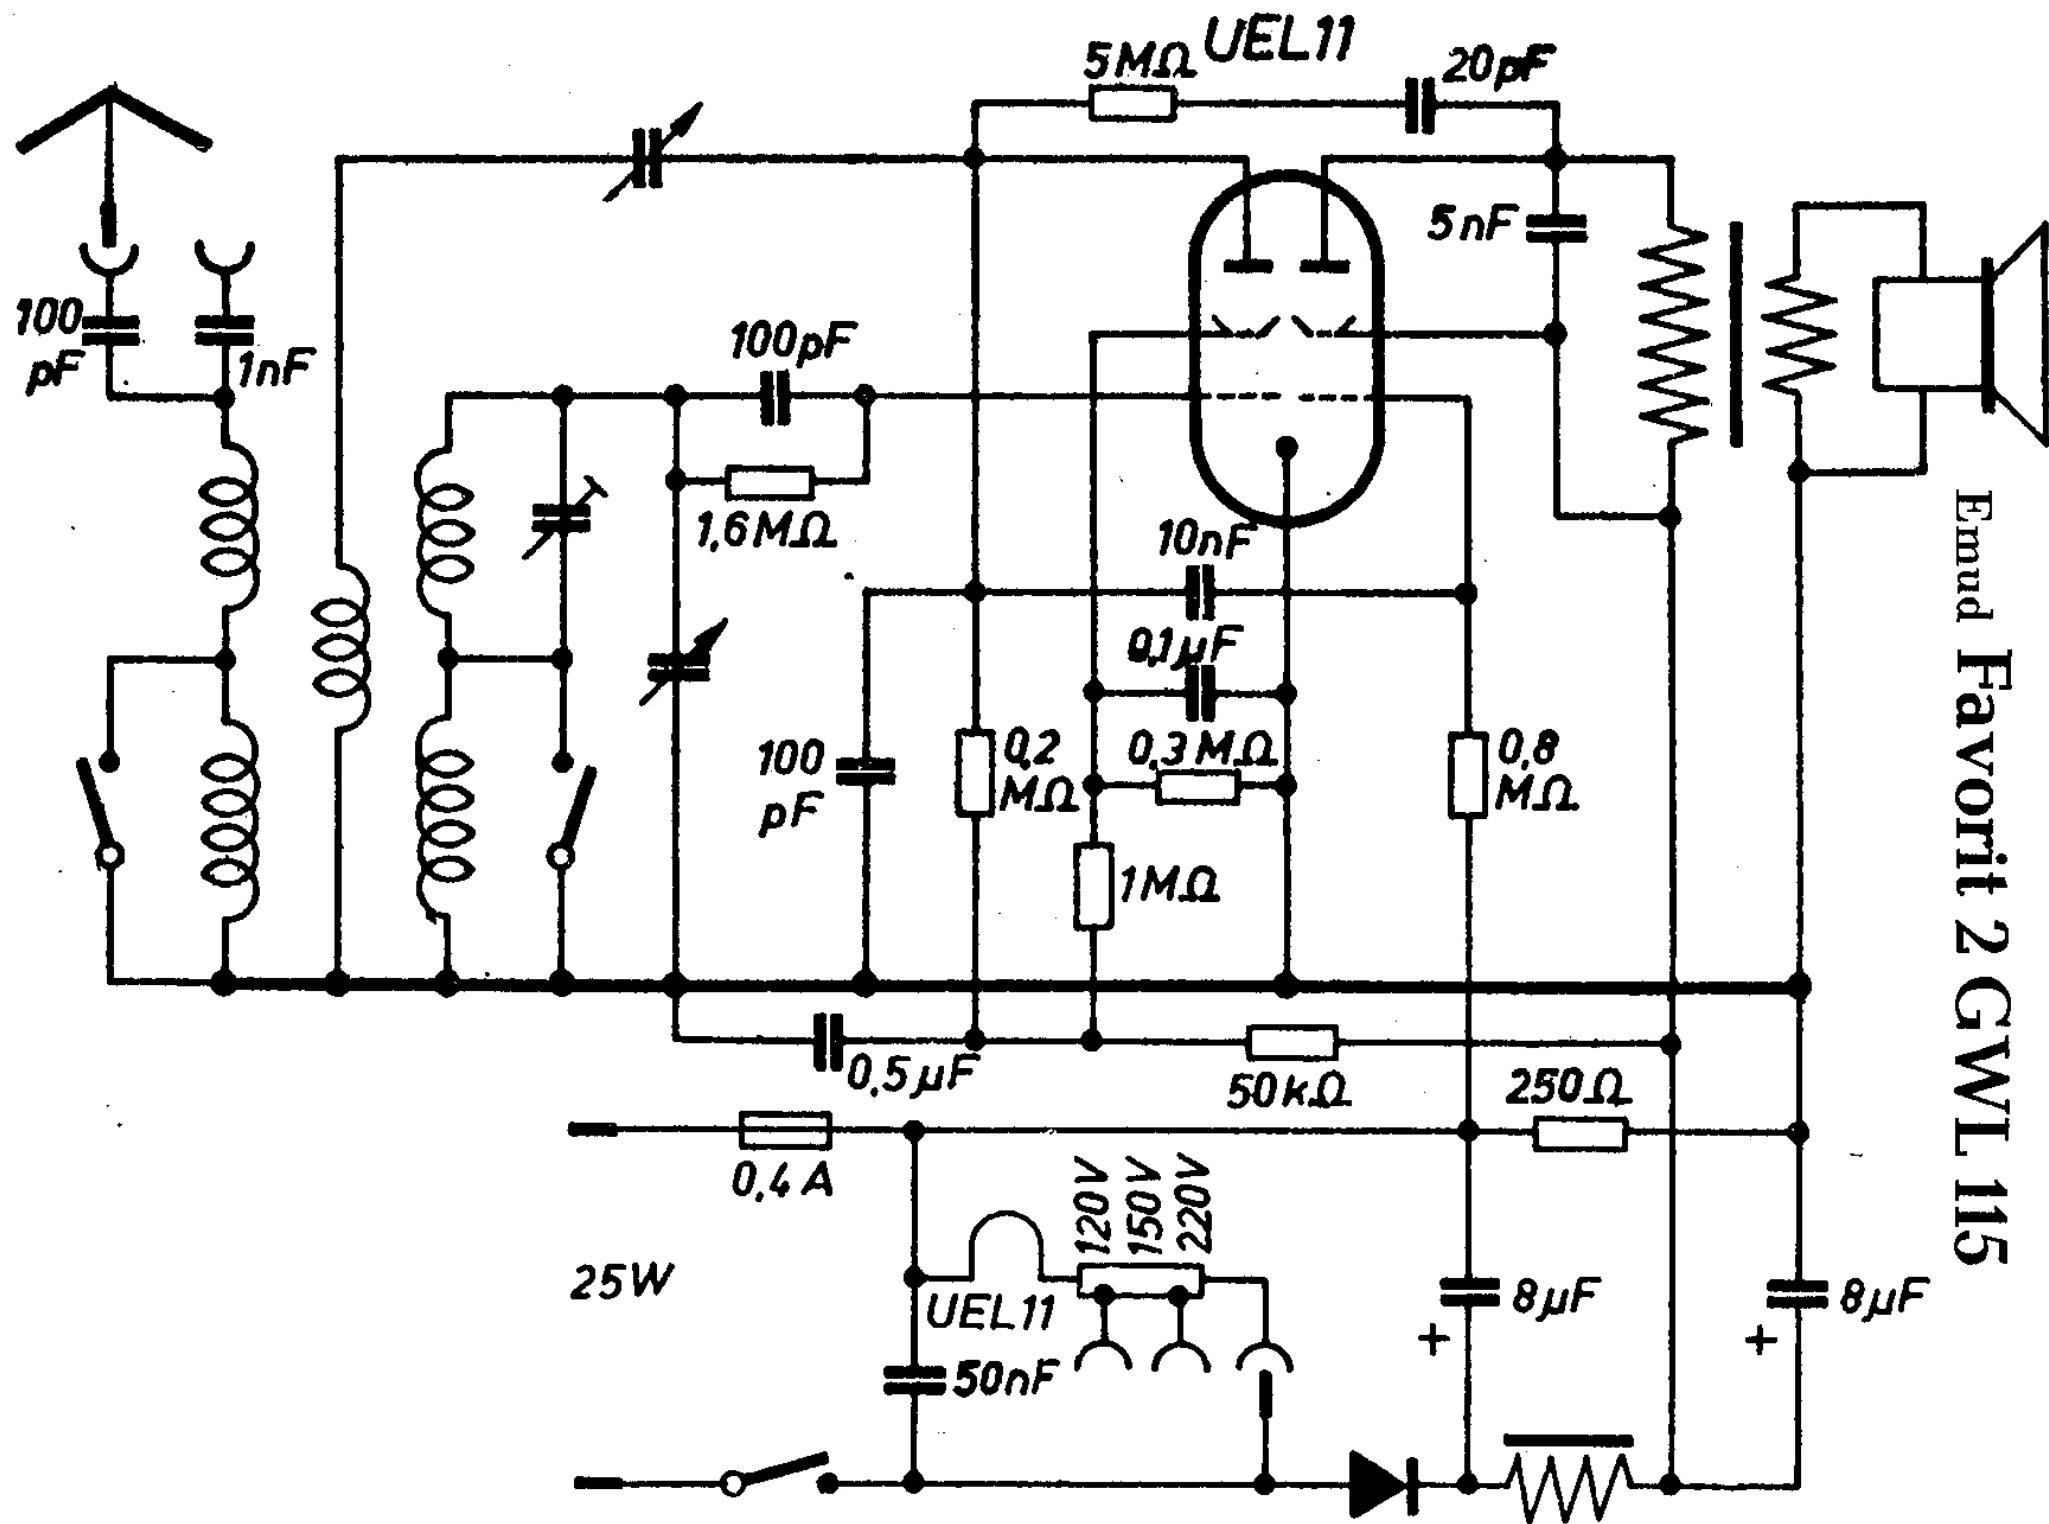 UEL11
5MΩ
20pF
5nF
100
pF
1nF
100pF
1,6MΩ
10nF
0,1µF
0,3MΩ
100
pF
0,2
MΩ
0,8
MΩ
1MΩ
0,5µF
50kΩ
250Ω
0,4A
120V
150V
220V
25W
UEL11
8µF
+
8µF
+
50nF
Emud Favorit 2 GWL 115